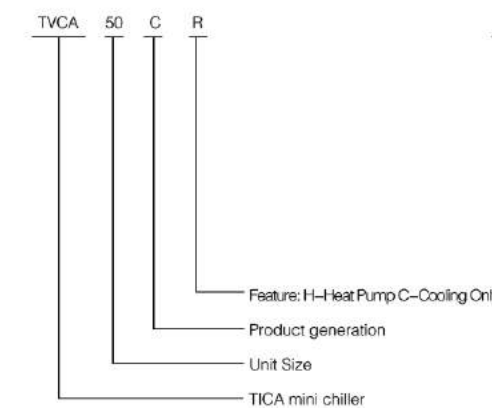 TVCA 50 C R
Feature: H-Heat Pump C-Cooling Onl
Product generation
Unit Size
TICA mini chiller